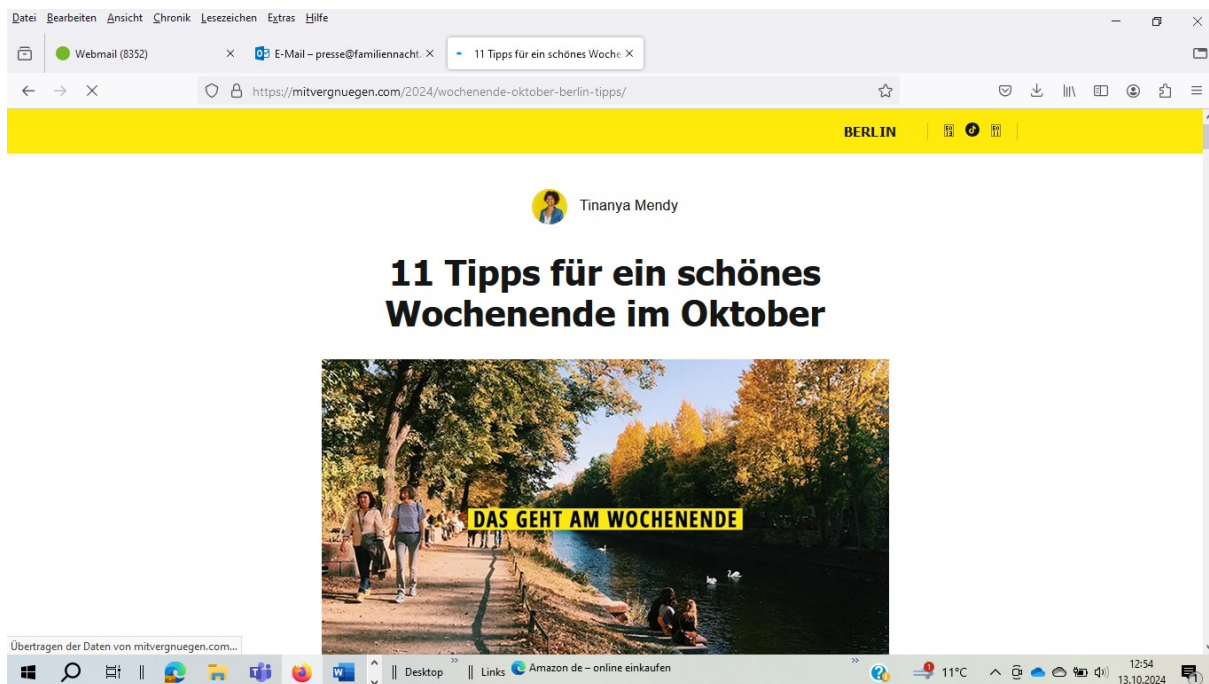 Datei Bearbeiten Ansicht Chronik Lesezeichen Extras Hilfe
Webmail (8352)
E-Mail – presse@familiennacht.
11 Tipps für ein schönes Woche
https://mitvergnuegen.com/2024/wochenende-oktober-berlin-tipps/
BERLIN
Tinanya Mendy
11 Tipps für ein schönes
Wochenende im Oktober
DAS GEHT AM WOCHENENDE
Übertragen der Daten von mitvergnuegen.com...
Desktop Links Amazon de – online einkaufen 11°C 12:54
13.10.2024